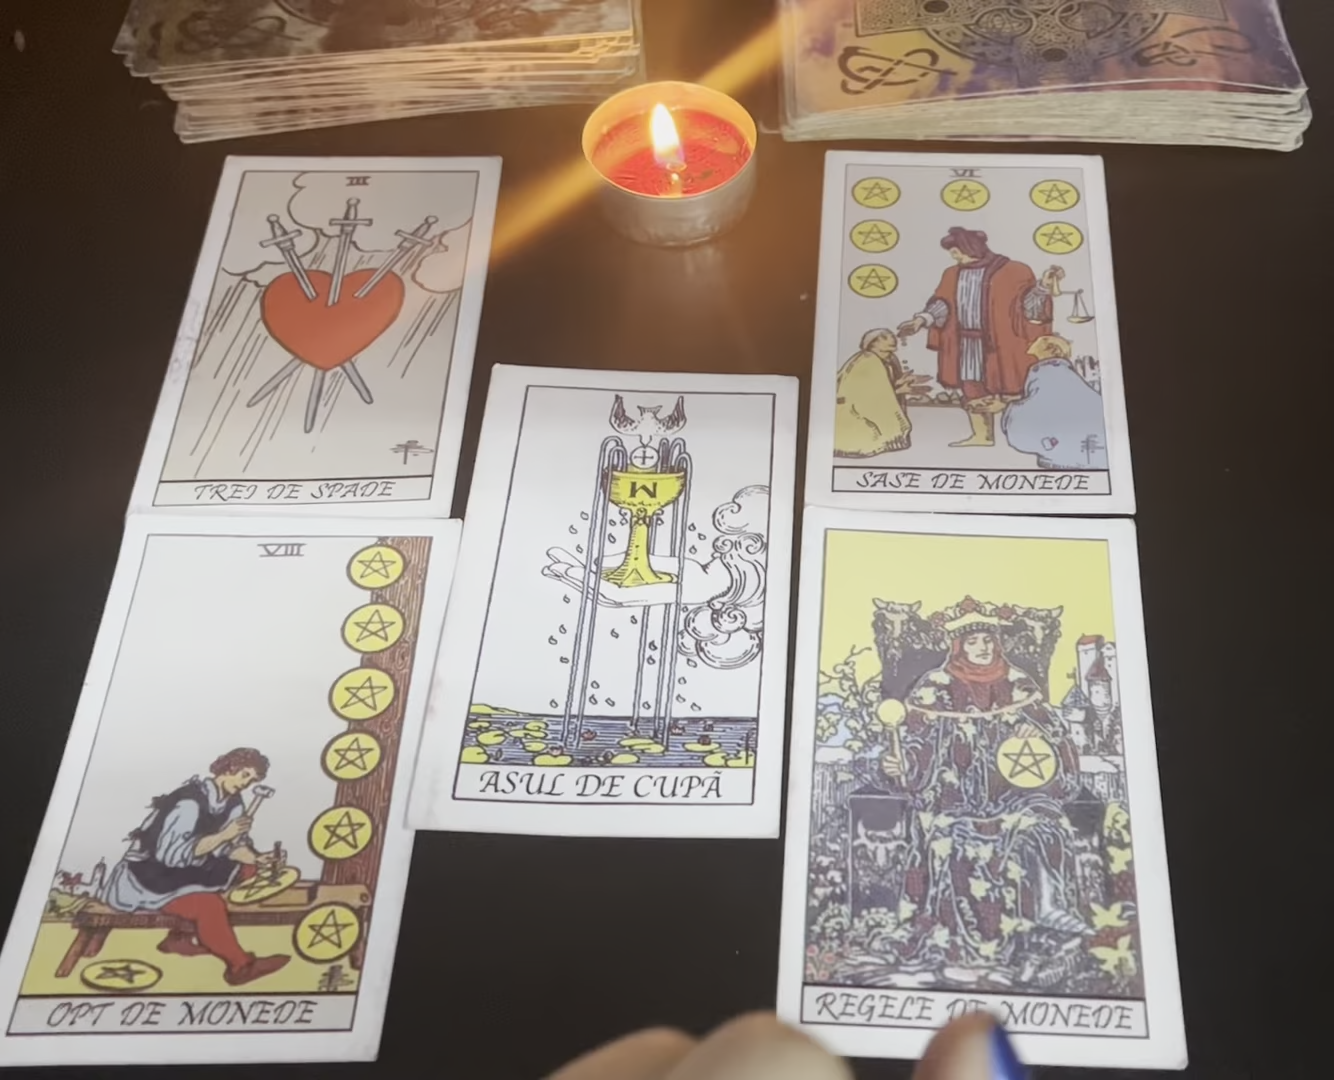 III
TREI DE SPADE
VI
SASE DE MONEDE
W
ASUL DE CUPĂ
VIII
OPT DE MONEDE
REGELE DE MONEDE